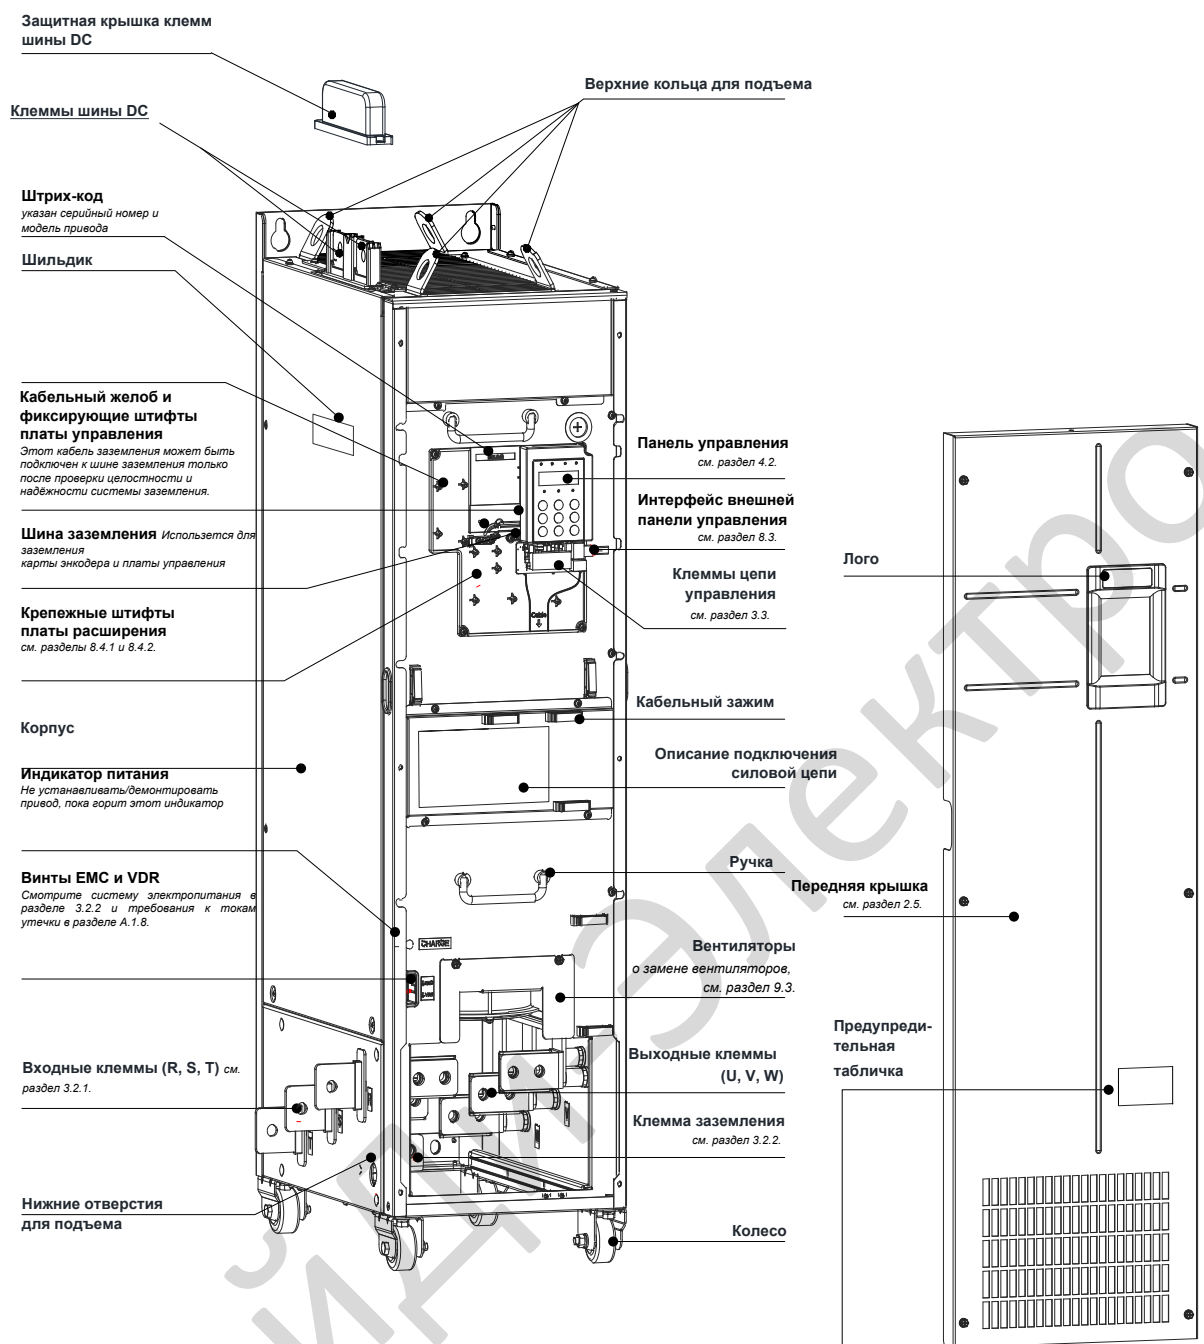 Защитная крышка клемм
шины DC
Клеммы шины DC
Верхние кольца для подъема
Штрих-код
указан серийный номер и
модель привода
Шильдик
Кабельный желоб и
фиксирующие штифты
платы управления
Этот кабель заземления может быть
подключен к шине заземления только
после проверки целостности и
надёжности системы заземления.
Шина заземления Использется для
заземления
карты энкодера и платы управления
Крепежные штифты
платы расширения
см. разделы 8.4.1 и 8.4.2.
Корпус
Индикатор питания
Не устанавливать/демонтировать
привод, пока горит этот индикатор
Винты EMC и VDR
Смотрите систему электропитания в
разделе 3.2.2 и требования к токам
утечки в разделе А.1.8.
Входные клеммы (R, S, T) см.
раздел 3.2.1.
Нижние отверстия
для подъема
Cable
CHARGE
Панель управления
см. раздел 4.2.
Интерфейс внешней
панели управления
см. раздел 8.3.
Клеммы цепи
управления
см. раздел 3.3.
Кабельный зажим
Описание подключения
силовой цепи
Ручка
Передняя крышка
см. раздел 2.5.
Вентиляторы
о замене вентиляторов,
см. раздел 9.3.
Выходные клеммы
(U, V, W)
Клемма заземления
см. раздел 3.2.2.
Колесо
Лого
Предупреди-
тельная
табличка
йди-электро